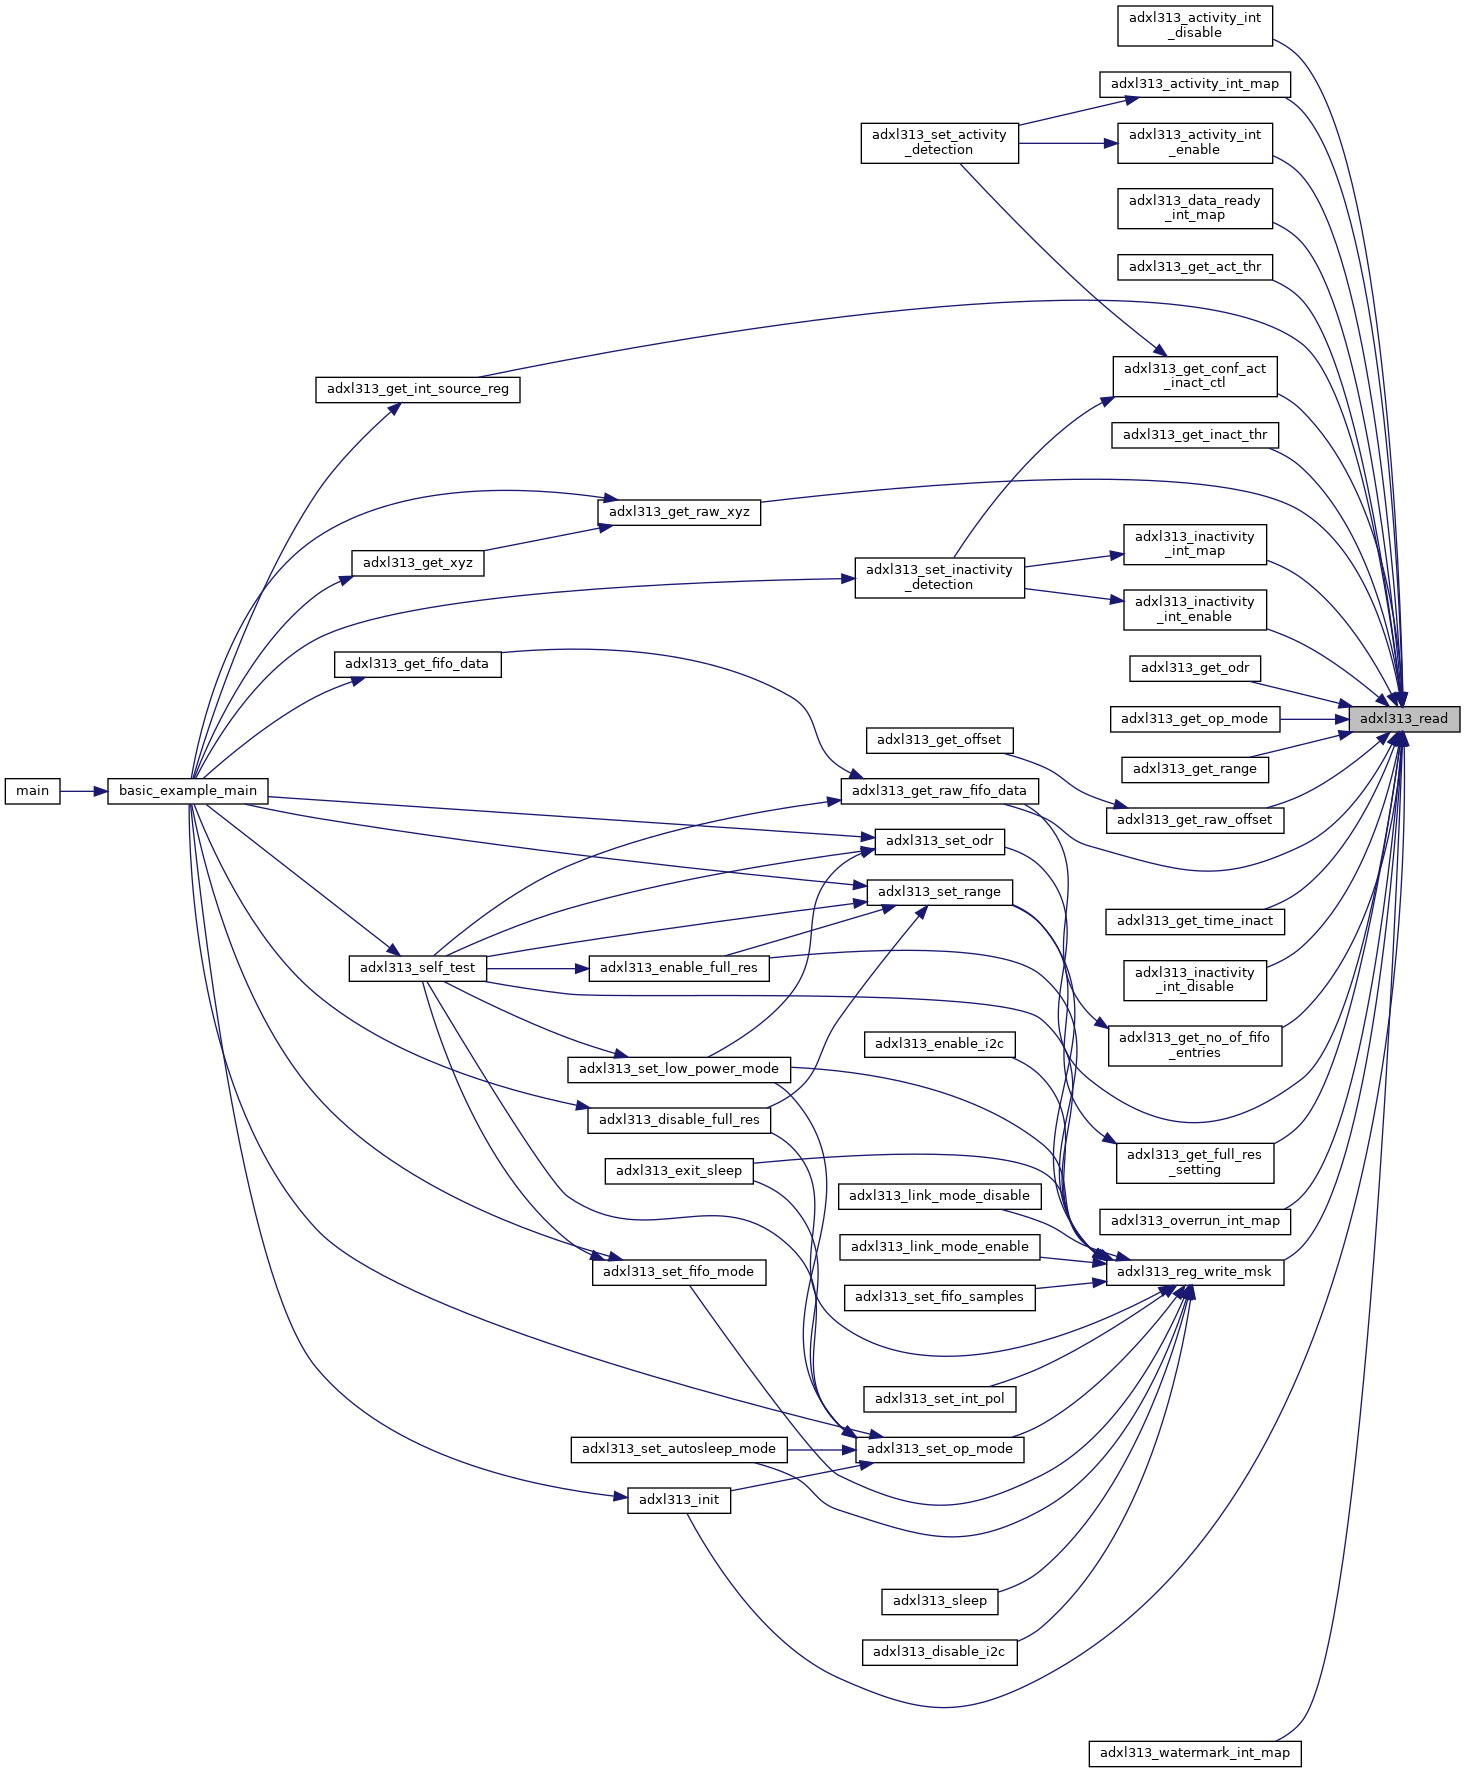 adxl313_activity_int
_disable
adxl313_activity_int_map
adxl313_set_activity
_detection
adxl313_activity_int
_enable
adxl313_data_ready
_int_map
adxl313_get_act_thr
adxl313_get_conf_act
_inact_ctl
adxl313_get_int_source_reg
adxl313_get_inact_thr
adxl313_get_raw_xyz
adxl313_inactivity
_int_map
adxl313_get_xyz
adxl313_set_inactivity
_detection
adxl313_inactivity
_int_enable
adxl313_get_fifo_data
adxl313_get_odr
adxl313_read
adxl313_get_op_mode
adxl313_get_offset
adxl313_get_range
main
basic_example_main
adxl313_get_raw_fifo_data
adxl313_get_raw_offset
adxl313_set_odr
adxl313_set_range
adxl313_get_time_inact
adxl313_self_test
adxl313_enable_full_res
adxl313_inactivity
_int_disable
adxl313_enable_i2c
adxl313_get_no_of_fifo
_entries
adxl313_set_low_power_mode
adxl313_disable_full_res
adxl313_exit_sleep
adxl313_get_full_res
_setting
adxl313_link_mode_disable
adxl313_overrun_int_map
adxl313_link_mode_enable
adxl313_set_fifo_mode
adxl313_reg_write_msk
adxl313_set_fifo_samples
adxl313_set_int_pol
adxl313_set_autosleep_mode
adxl313_set_op_mode
adxl313_init
adxl313_sleep
adxl313_disable_i2c
adxl313_watermark_int_map